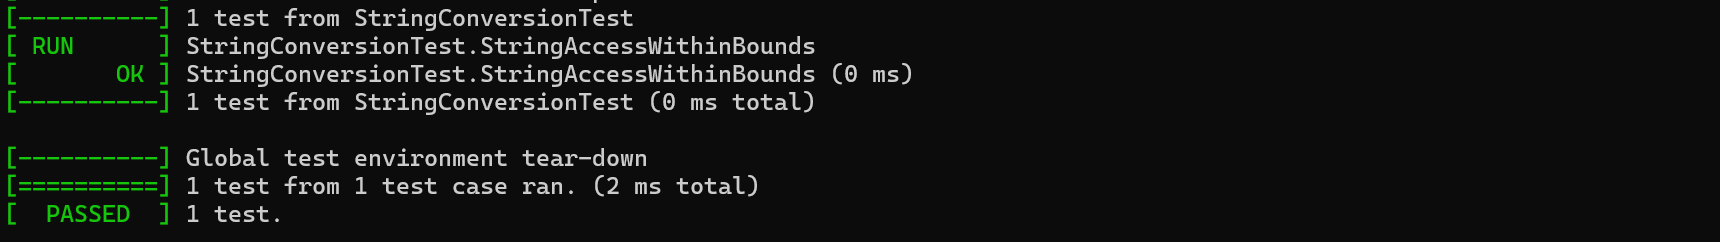 [----------] 1 test from StringConversionTest
[ RUN      ] StringConversionTest.StringAccessWithinBounds
[       OK ] StringConversionTest.StringAccessWithinBounds (0 ms)
[----------] 1 test from StringConversionTest (0 ms total)

[----------] Global test environment tear-down
[==========] 1 test from 1 test case ran. (2 ms total)
[  PASSED  ] 1 test.